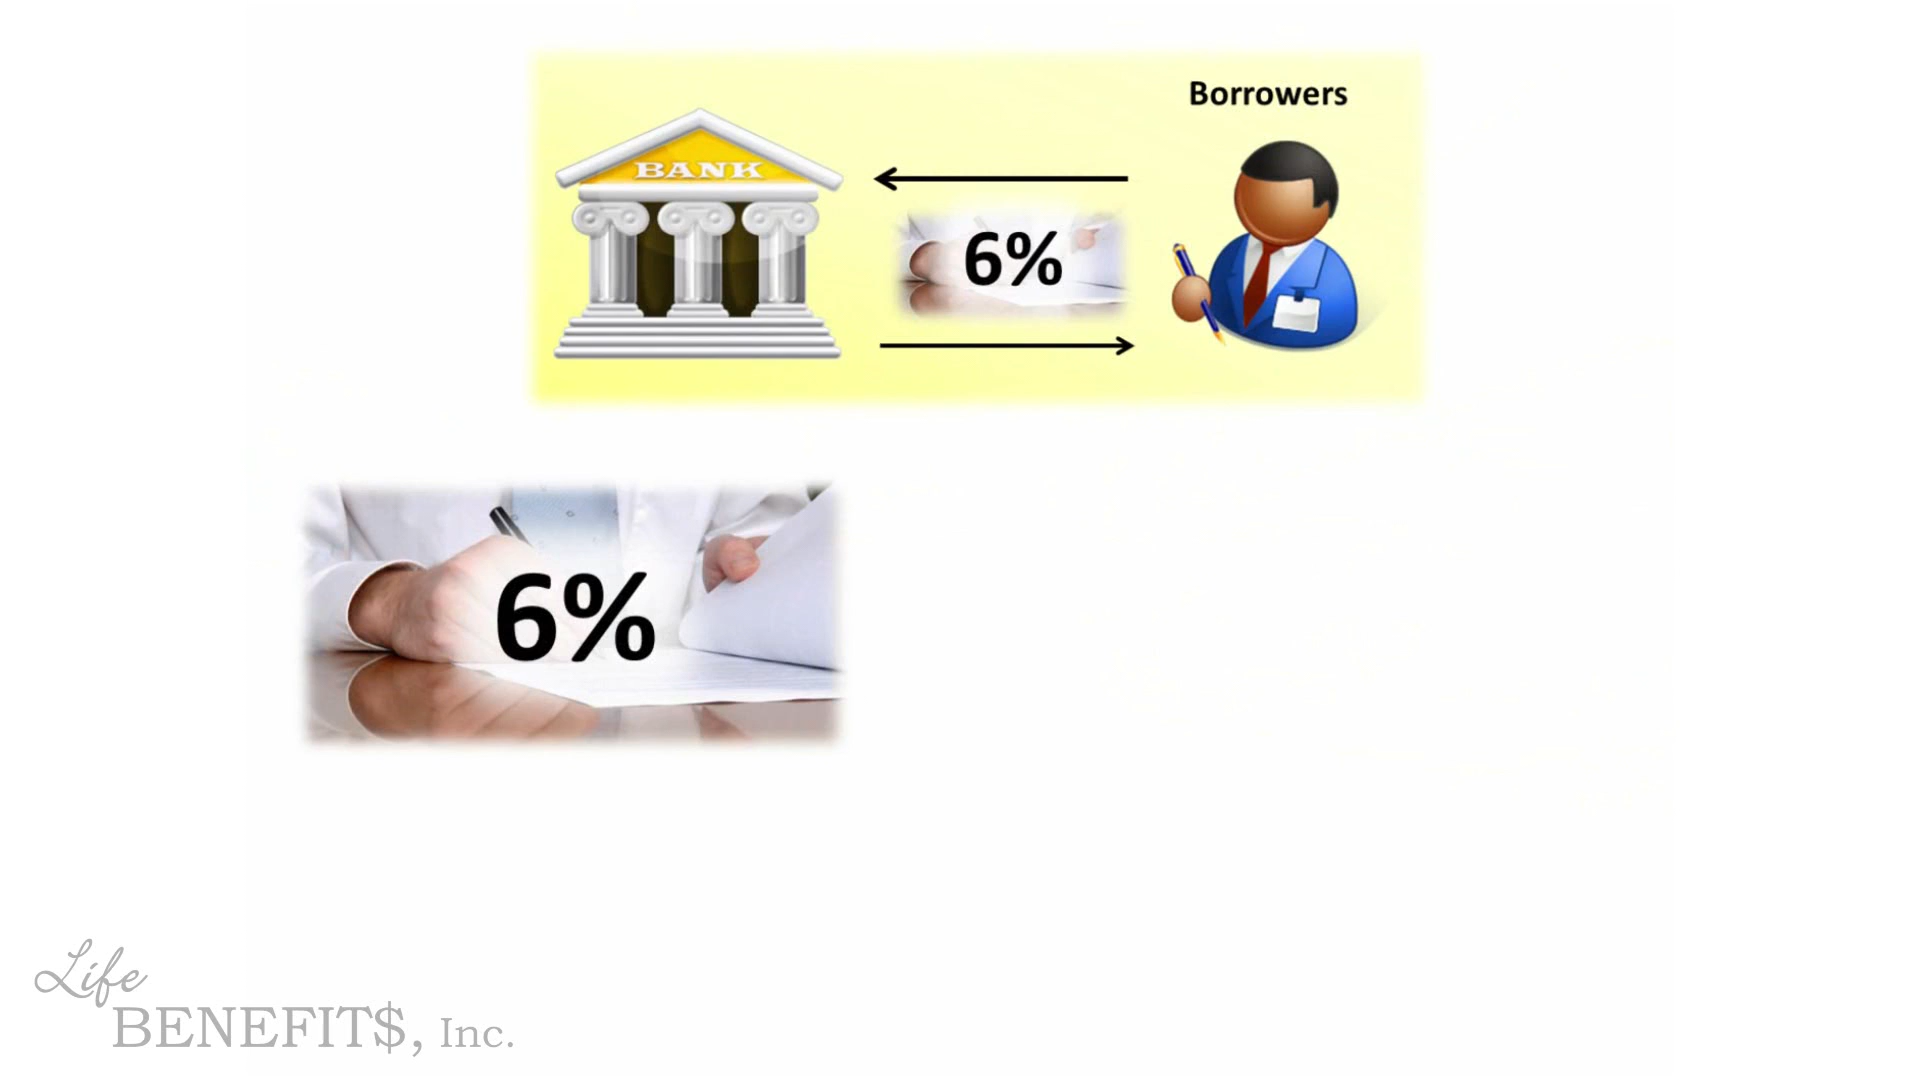 Borrowers
BANK
6%
6%
Life
BENEFIT$, Inc.